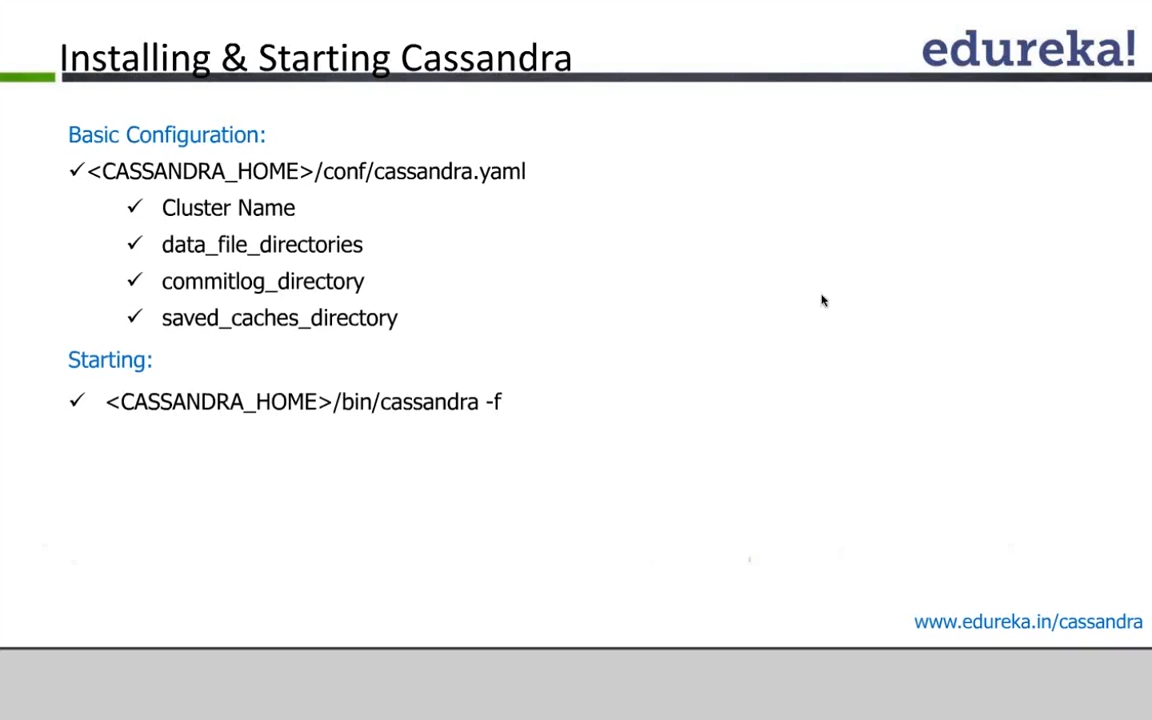 Installing & Starting Cassandra
edureka!
Basic Configuration:
✓<CASSANDRA_HOME>/conf/cassandra.yaml
✓ Cluster Name
✓ data_file_directories
✓ commitlog_directory
✓ saved_caches_directory
Starting:
✓ <CASSANDRA_HOME>/bin/cassandra -f
www.edureka.in/cassandra